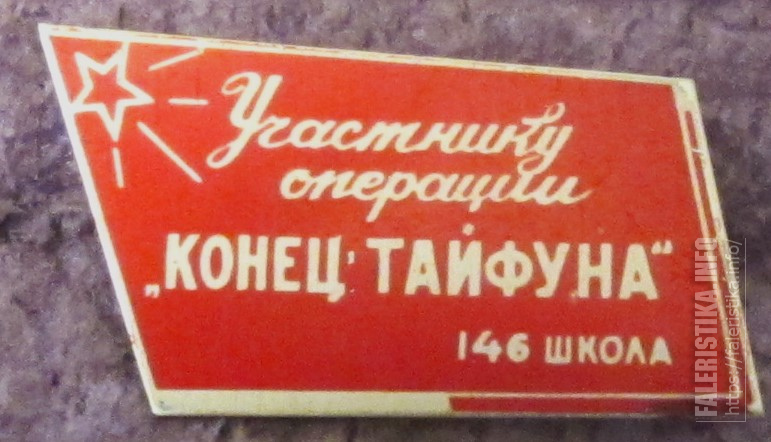 Участнику
операции
„КОНЕЦ ТАЙФУНА“
146 ШКОЛА
FALERISTIKA.INFO
https://faleristika.info/